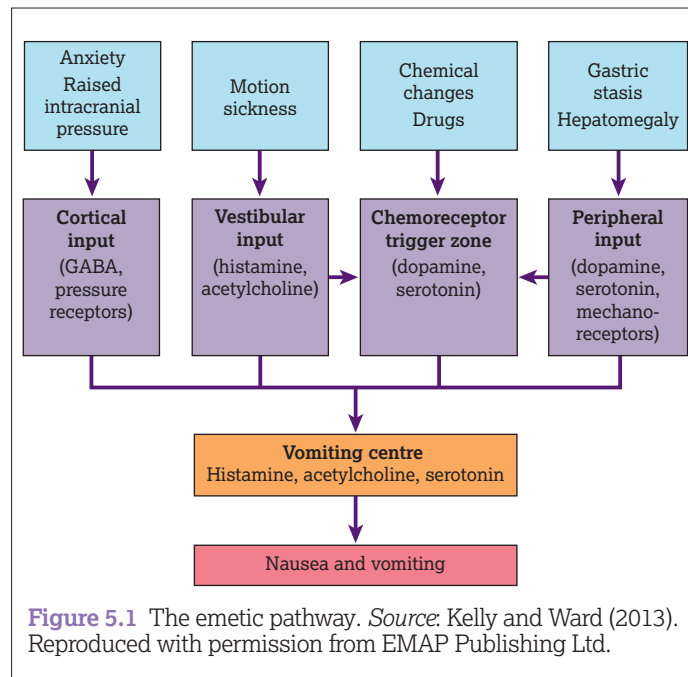 Anxiety
Raised
intracranial
pressure
Motion
sickness
Chemical
changes
Drugs
Gastric
stasis
Hepatomegaly
Cortical
input
(GABA,
pressure
receptors)
Vestibular
input
(histamine,
acetylcholine)
Chemoreceptor
trigger zone
(dopamine,
serotonin)
Peripheral
input
(dopamine,
serotonin,
mechano-
receptors)
Vomiting centre
Histamine, acetylcholine, serotonin
Nausea and vomiting
Figure 5.1 The emetic pathway. Source: Kelly and Ward (2013).
Reproduced with permission from EMAP Publishing Ltd.